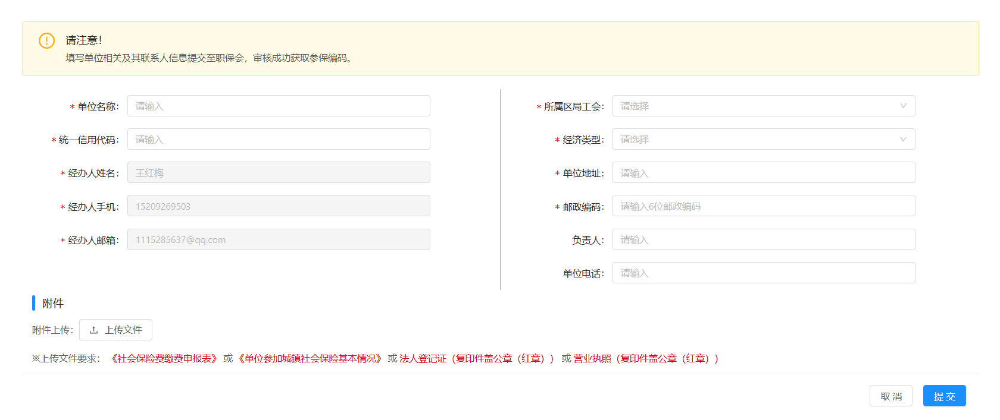 请注意！
填写单位相关及其联系人信息提交至职保会，审核成功获取参保编码。
* 单位名称： 请输入
* 统一信用代码： 请输入
* 经办人姓名： 王红梅
* 经办人手机： 15209269503
* 经办人邮箱： 1115285637@qq.com
* 所属区局工会： 请选择
* 经济类型： 请选择
* 单位地址： 请输入
* 邮政编码： 请输入6位邮政编码
负责人： 请输入
单位电话： 请输入
附件
附件上传： 上传文件
※上传文件要求： 《社会保险费缴费申报表》 或 《单位参加城镇社会保险基本情况》 或 法人登记证（复印件盖公章（红章）） 或 营业执照（复印件盖公章（红章））
取 消 提 交